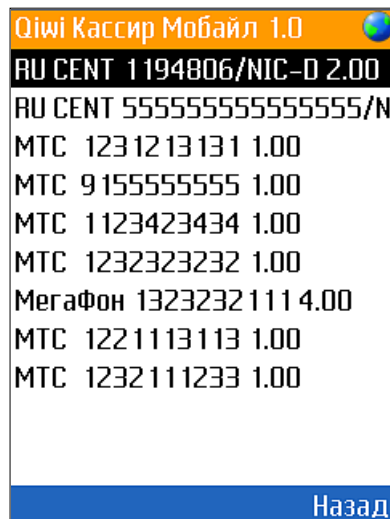 Qiwi Кассир Мобайл 1.0
RU CENT 1194806/NIC-D 2.00
RU CENT 555555555555555/N
МТС 1231213131 1.00
МТС 9155555555 1.00
МТС 1123423434 1.00
МТС 1232323232 1.00
МегаФон 1323232111 4.00
МТС 1221113113 1.00
МТС 1232111233 1.00
Назад